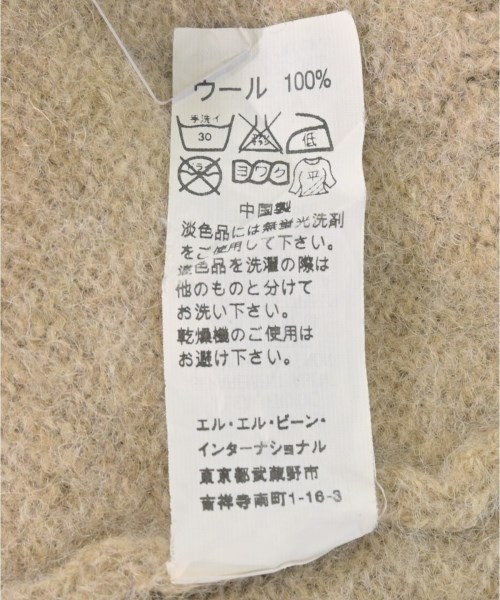 ウール 100%
手洗イ
30
低
ヨワク
平
中国製
淡色品には無蛍光洗剤
をご使用して下さい。
濃色品を洗濯の際は
他のものと分けて
お洗い下さい。
乾燥機のご使用は
お避け下さい。
エル・エル・ビーン・
インターナショナル
東京都武蔵野市
吉祥寺南町1-16-3